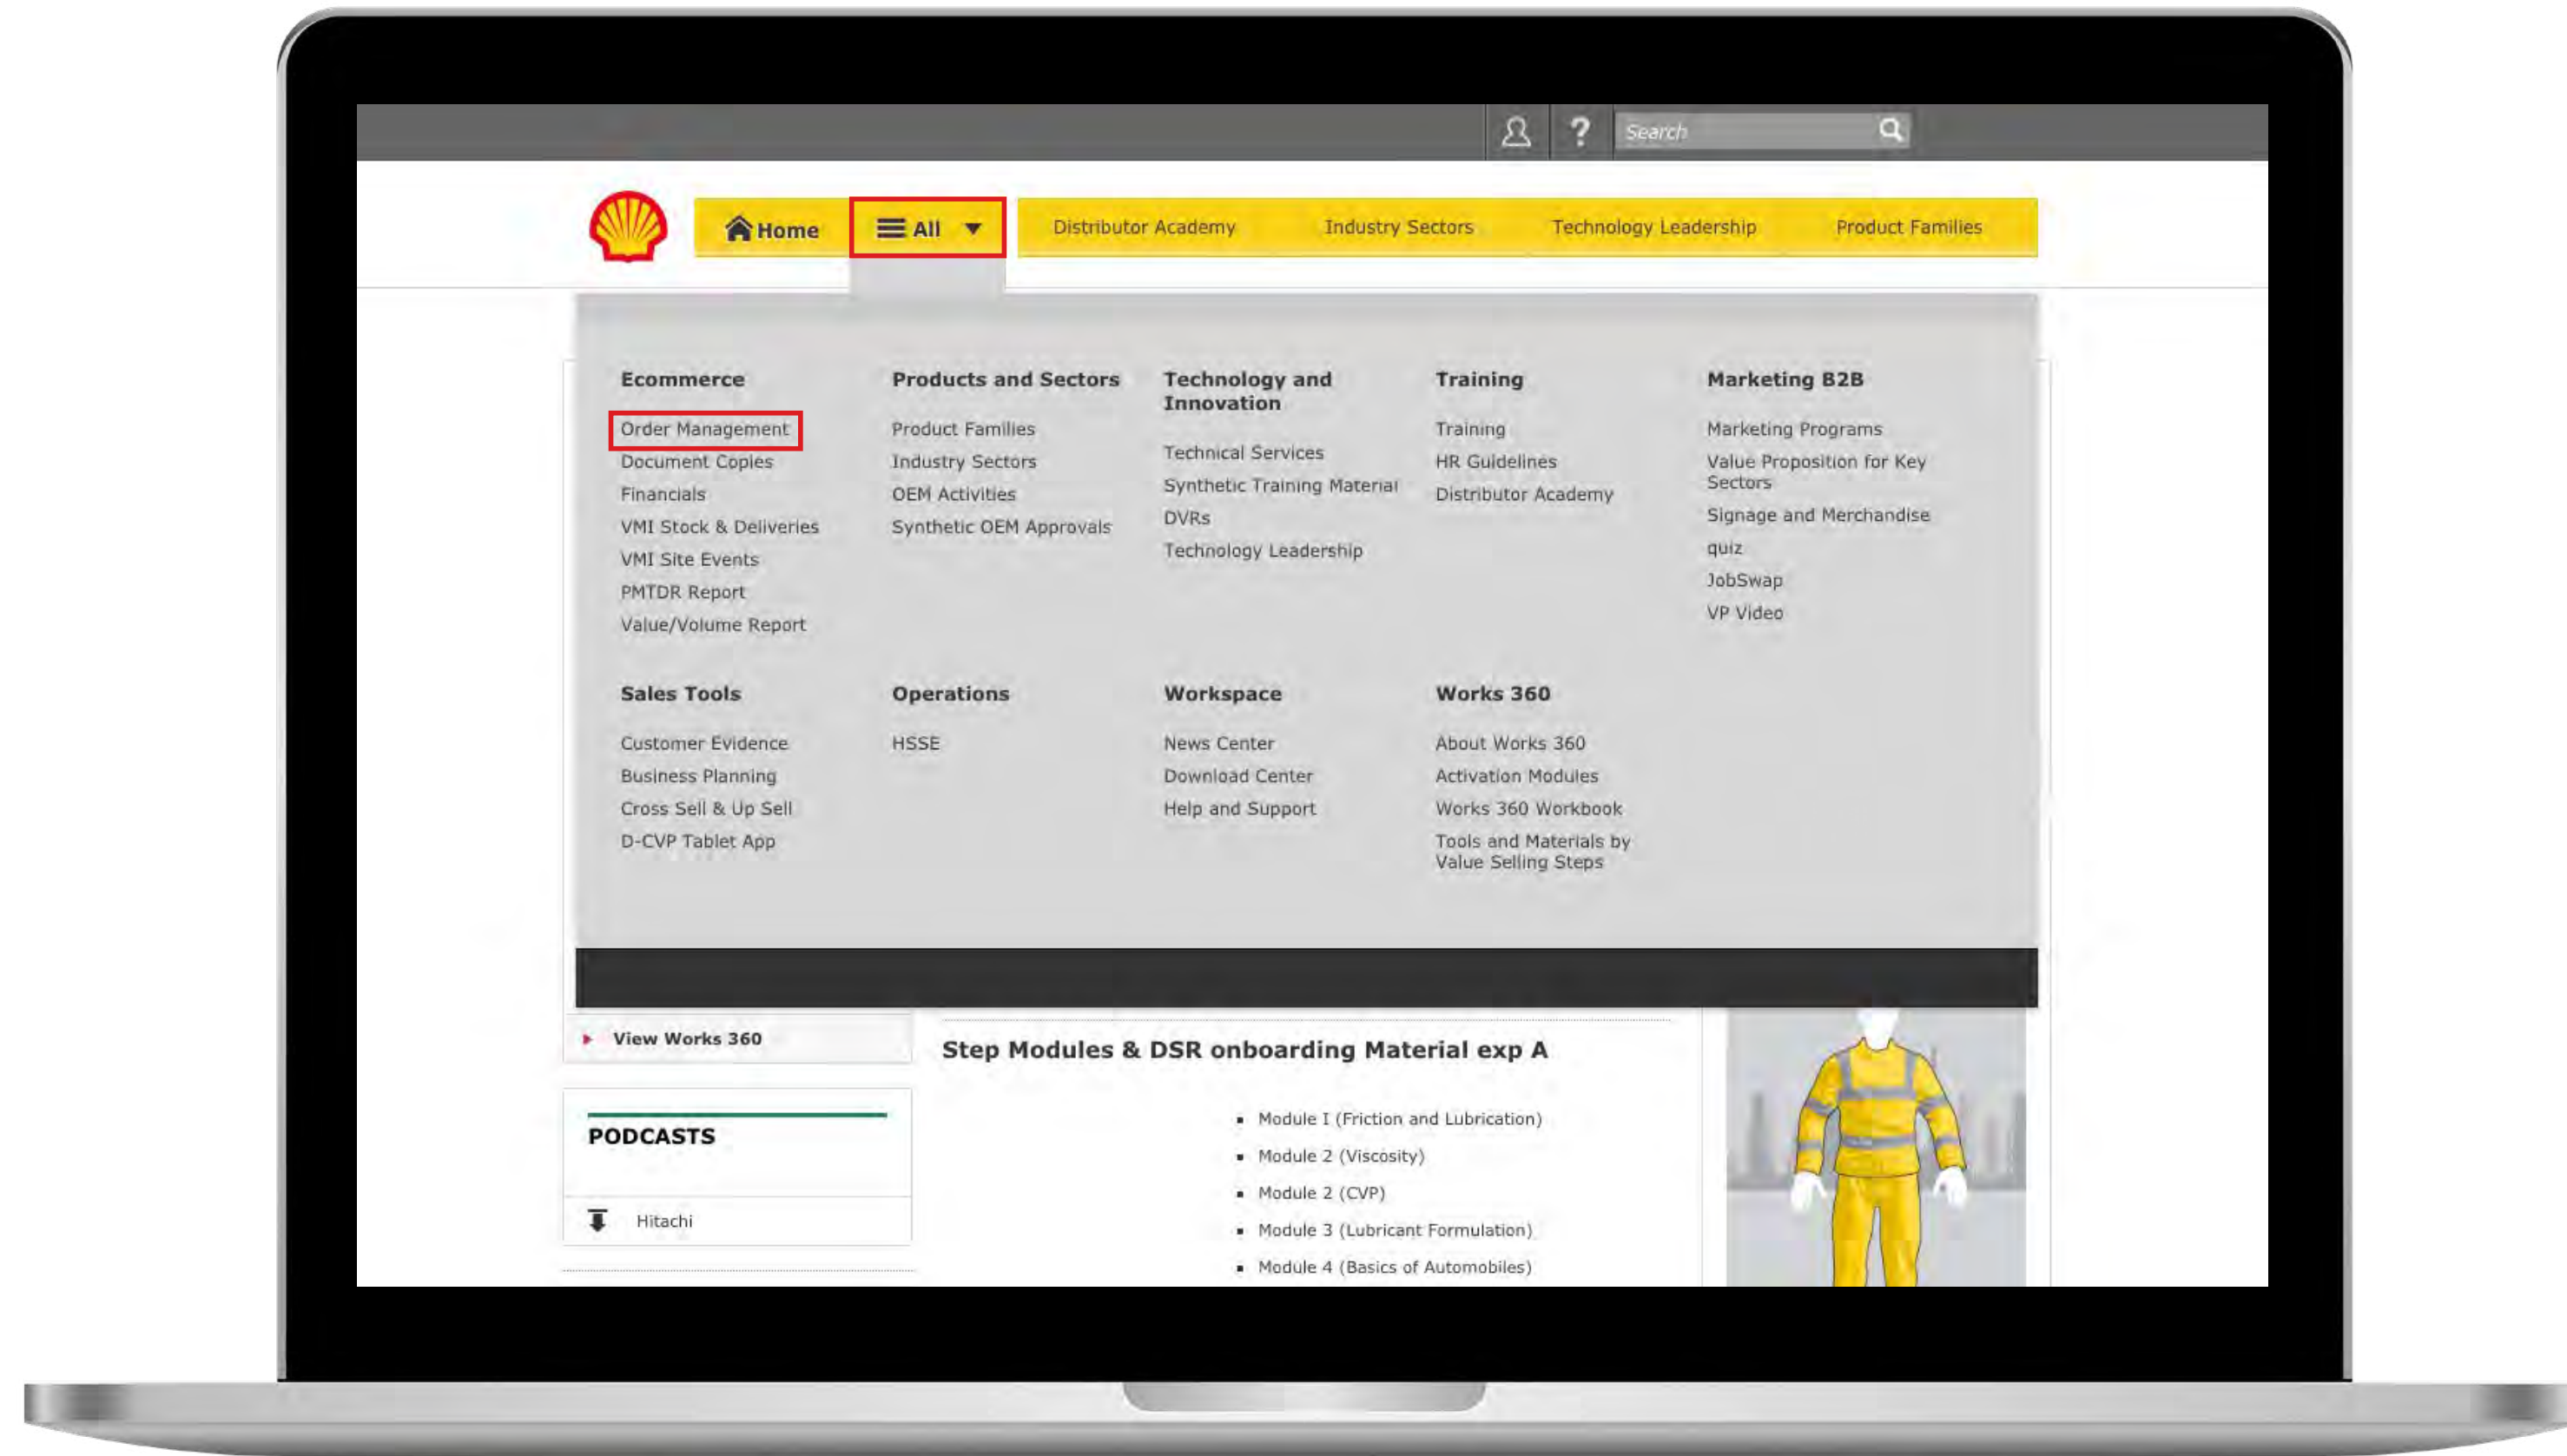 Search
Home
All
Distributor Academy
Industry Sectors
Technology Leadership
Product Families
Ecommerce
Order Management
Document Copies
Financials
VMI Stock & Deliveries
VMI Site Events
PMTDR Report
Value/Volume Report
Products and Sectors
Product Families
Industry Sectors
OEM Activities
Synthetic OEM Approvals
Technology and
Innovation
Technical Services
Synthetic Training Material
DVRs
Technology Leadership
Training
Training
HR Guidelines
Distributor Academy
Marketing B2B
Marketing Programs
Value Proposition for Key
Sectors
Signage and Merchandise
quiz
JobSwap
VP Video
Sales Tools
Customer Evidence
Business Planning
Cross Sell & Up Sell
D-CVP Tablet App
Operations
HSSE
Workspace
News Center
Download Center
Help and Support
Works 360
About Works 360
Activation Modules
Works 360 Workbook
Tools and Materials by
Value Selling Steps
View Works 360
PODCASTS
Hitachi
Step Modules & DSR onboarding Material exp A
Module I (Friction and Lubrication)
Module 2 (Viscosity)
Module 2 (CVP)
Module 3 (Lubricant Formulation)
Module 4 (Basics of Automobiles)